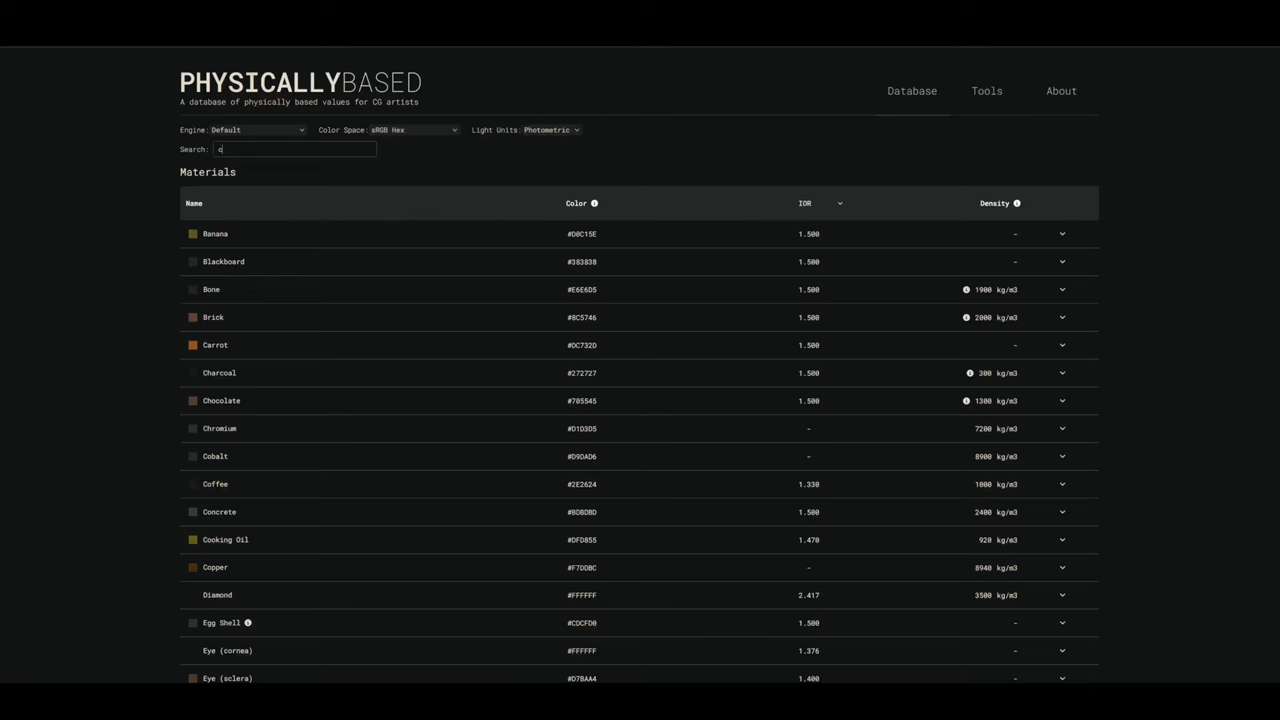 PHYSICALLYBASED
A database of physically based values for CG artists
Database Tools About
Engine: Default Color Space: sRGB Hex Light Units: Photometric
Search: c
Materials
Name Color IOR Density
Banana #D0C15E 1.500 -
Blackboard #383838 1.500 -
Bone #E6E6D5 1.500 1900 kg/m3
Brick #8C5746 1.500 2000 kg/m3
Carrot #DC732D 1.500 -
Charcoal #272727 1.500 300 kg/m3
Chocolate #705545 1.500 1300 kg/m3
Chromium #D1D3D5 - 7200 kg/m3
Cobalt #D9DAD6 - 8900 kg/m3
Coffee #2E2624 1.330 1000 kg/m3
Concrete #BDBDBD 1.500 2400 kg/m3
Cooking Oil #DFD855 1.470 920 kg/m3
Copper #F7DDBC - 8940 kg/m3
Diamond #FFFFFF 2.417 3500 kg/m3
Egg Shell #CDCFD0 1.500 -
Eye (cornea) #FFFFFF 1.376 -
Eye (sclera) #D7BAA4 1.400 -